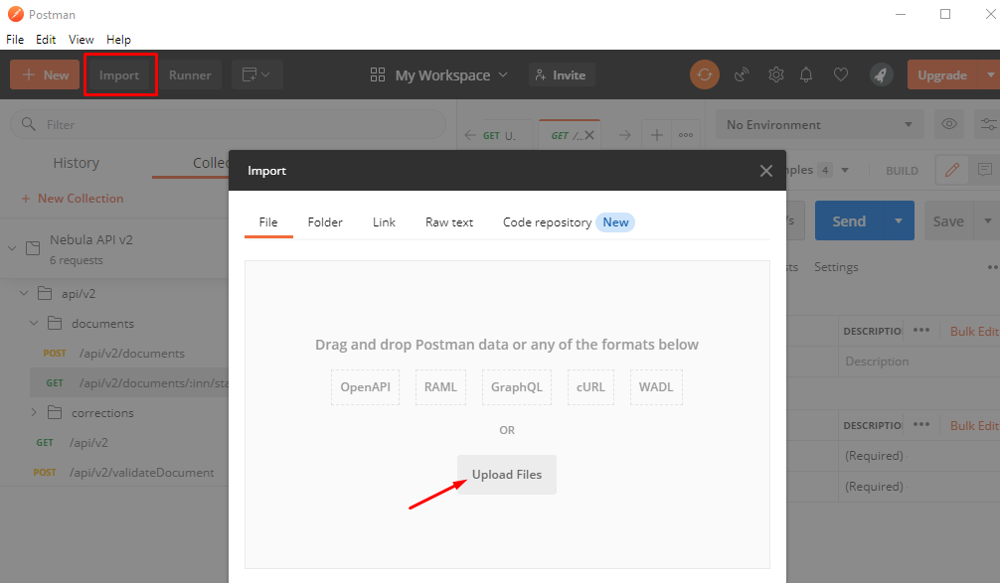 Postman
File Edit View Help
+ New Import Runner My Workspace Invite Upgrade
Filter
GET U. GET /.. No Environment
History Collec
Import
mples 4 BUILD
+ New Collection
File Folder Link Raw text Code repository New
Send Save
Nebula API v2
6 requests
Settings
api/v2
documents
DESCRIPTIO ••• Bulk Edit
Drag and drop Postman data or any of the formats below
POST /api/v2/documents
Description
GET /api/v2/documents/:inn/sta
OpenAPI RAML GraphQL cURL WADL
corrections
DESCRIPTIO ••• Bulk Edit
OR
GET /api/v2
(Required)
POST /api/v2/validateDocument
Upload Files
(Required)